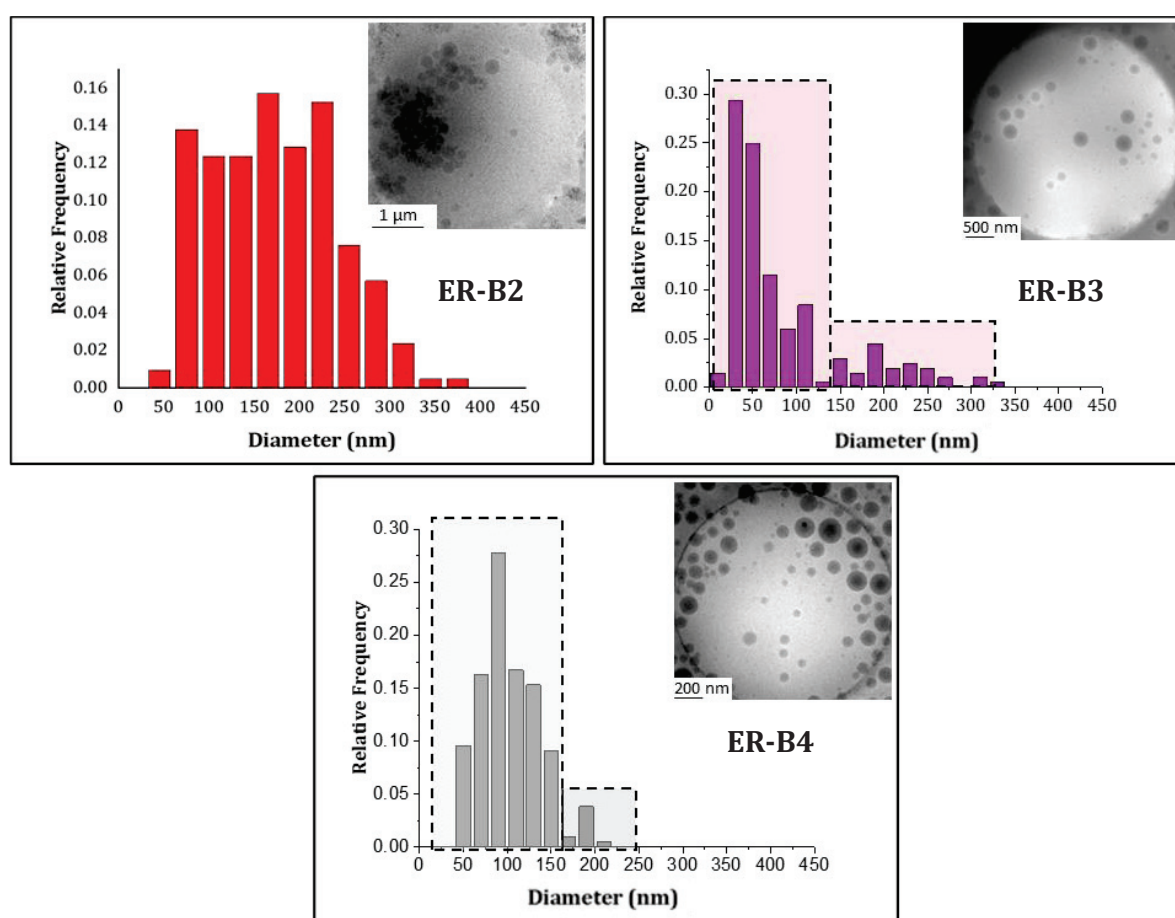 0.16
0.14
0.12
0.10
0.08
0.06
0.04
0.02
0.00
Relative Frequency
0 50 100 150 200 250 300 350 400 450
Diameter (nm)
1 μm
ER-B2
0.30
0.25
0.20
0.15
0.10
0.05
0.00
Relative Frequency
0 50 100 150 200 250 300 350 400 450
Diameter (nm)
500 nm
ER-B3
0.30
0.25
0.20
0.15
0.10
0.05
0.00
Relative Frequency
0 50 100 150 200 250 300 350 400 450
Diameter (nm)
200 nm
ER-B4